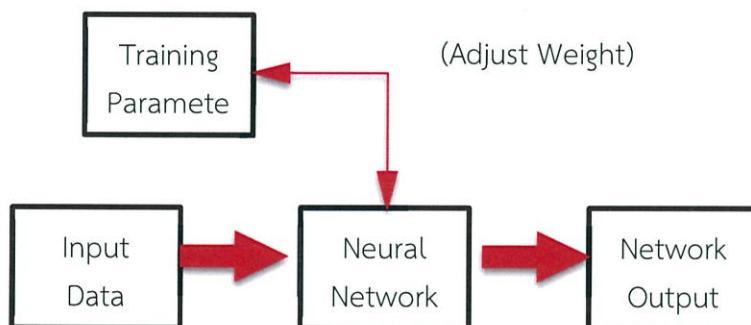 Training
Paramete
(Adjust Weight)
Input
Data
Neural
Network
Network
Output